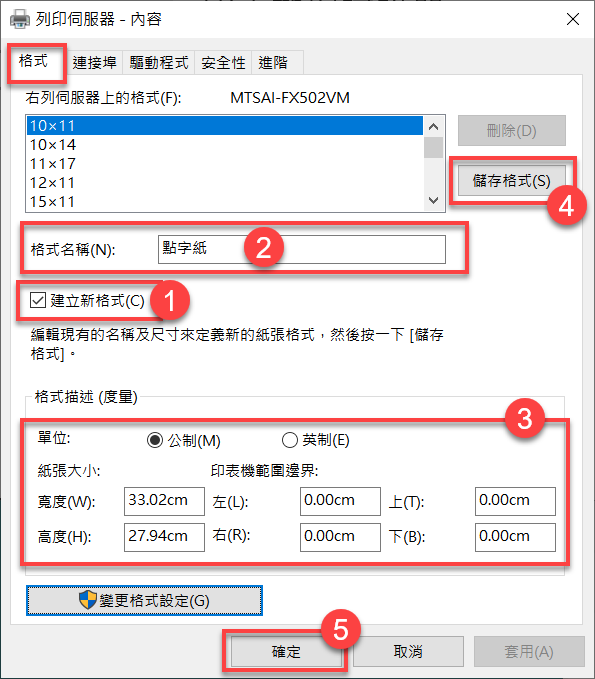 列印伺服器 - 內容
格式 連接埠 驅動程式 安全性 進階
右列伺服器上的格式(F): MTSAI-FX502VM
10×11
10×14
11×17
12×11
15×11
刪除(D)
儲存格式(S)
4
格式名稱(N): 點字紙 2
建立新格式(C) 1
編輯現有的名稱及尺寸來定義新的紙張格式，然後按一下 [儲存
格式]。
格式描述 (度量)
3
單位: 公制(M) 英制(E)
紙張大小: 印表機範圍邊界:
寬度(W): 33.02cm 左(L): 0.00cm 上(T): 0.00cm
高度(H): 27.94cm 右(R): 0.00cm 下(B): 0.00cm
變更格式設定(G)
5
確定 取消 套用(A)